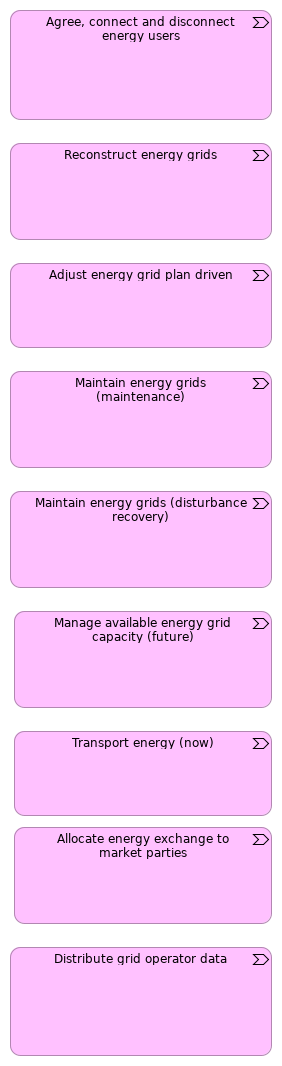 Agree, connect and disconnect
energy users
Reconstruct energy grids
Adjust energy grid plan driven
Maintain energy grids
(maintenance)
Maintain energy grids (disturbance
recovery)
Manage available energy grid
capacity (future)
Transport energy (now)
Allocate energy exchange to
market parties
Distribute grid operator data